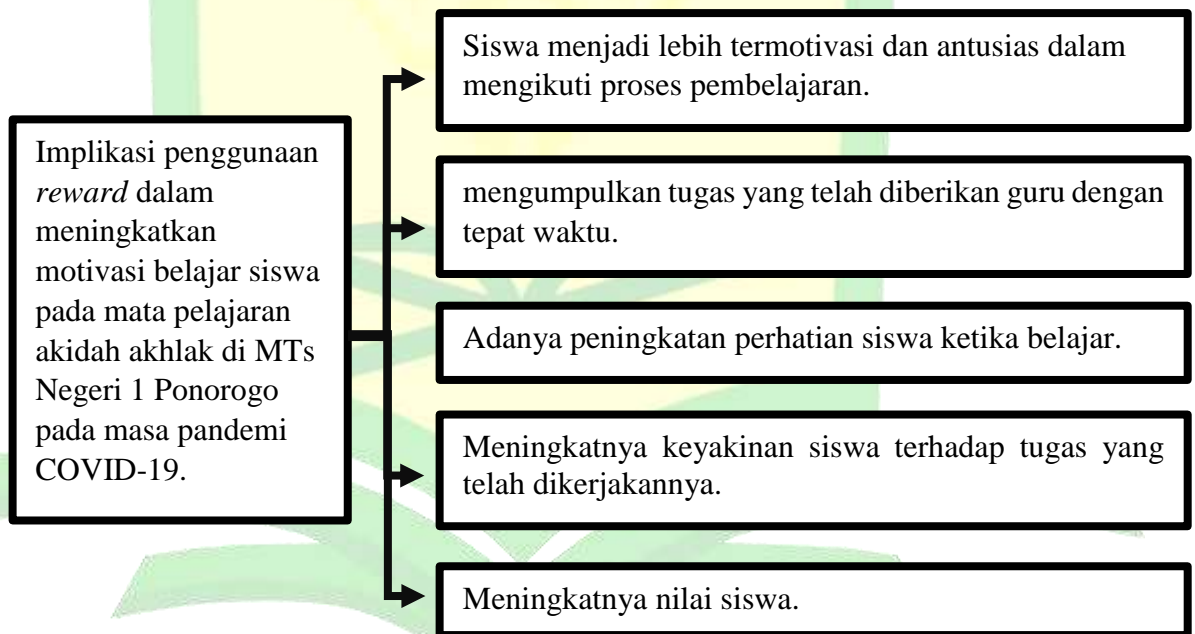 Implikasi penggunaan
reward dalam
meningkatkan
motivasi belajar siswa
pada mata pelajaran
akidah akhlak di MTs
Negeri 1 Ponorogo
pada masa pandemi
COVID-19.
Siswa menjadi lebih termotivasi dan antusias dalam
mengikuti proses pembelajaran.
mengumpulkan tugas yang telah diberikan guru dengan
tepat waktu.
Adanya peningkatan perhatian siswa ketika belajar.
Meningkatnya keyakinan siswa terhadap tugas yang
telah dikerjakannya.
Meningkatnya nilai siswa.